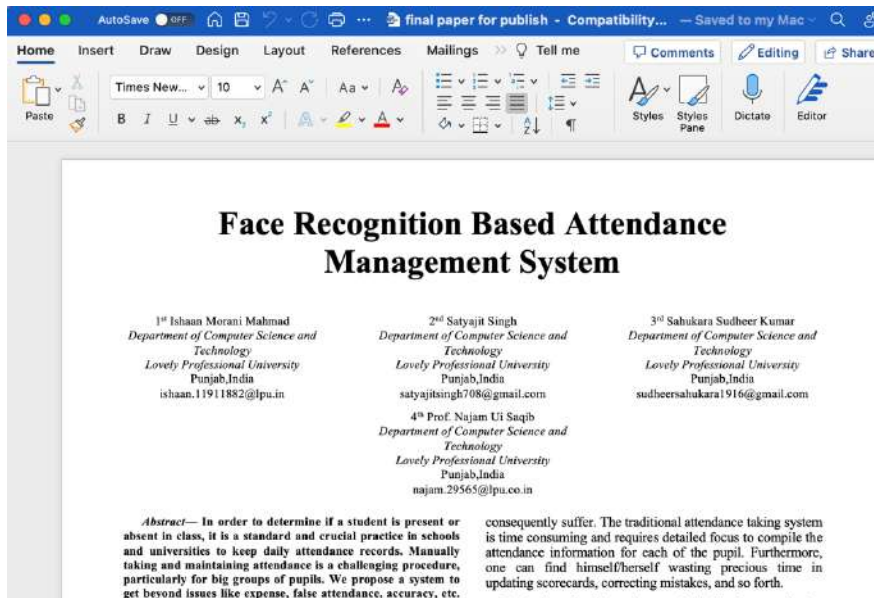 AutoSave OFF
final paper for publish - Compatibility... — Saved to my Mac
Home Insert Draw Design Layout References Mailings Tell me Comments Editing Share
Times New... 10 Aa
Paste B I U ab x, x² A A ¶ Styles Styles Pane Dictate Editor
Face Recognition Based Attendance
Management System
1st Ishaan Morani Mahmad
Department of Computer Science and
Technology
Lovely Professional University
Punjab,India
ishaan.11911882@lpu.in
2nd Satyajit Singh
Department of Computer Science and
Technology
Lovely Professional University
Punjab,India
satyajitsingh708@gmail.com
3rd Sahukara Sudheer Kumar
Department of Computer Science and
Technology
Lovely Professional University
Punjab,India
sudheersahukara1916@gmail.com
4th Prof. Najam Ui Saqib
Department of Computer Science and
Technology
Lovely Professional University
Punjab,India
najam.29565@lpu.co.in
Abstract— In order to determine if a student is present or
absent in class, it is a standard and crucial practice in schools
and universities to keep daily attendance records. Manually
taking and maintaining attendance is a challenging procedure,
particularly for big groups of pupils. We propose a system to
get beyond issues like expense, false attendance, accuracy, etc.
consequently suffer. The traditional attendance taking system
is time consuming and requires detailed focus to compile the
attendance information for each of the pupil. Furthermore,
one can find himself/herself wasting precious time in
updating scorecards, correcting mistakes, and so forth.